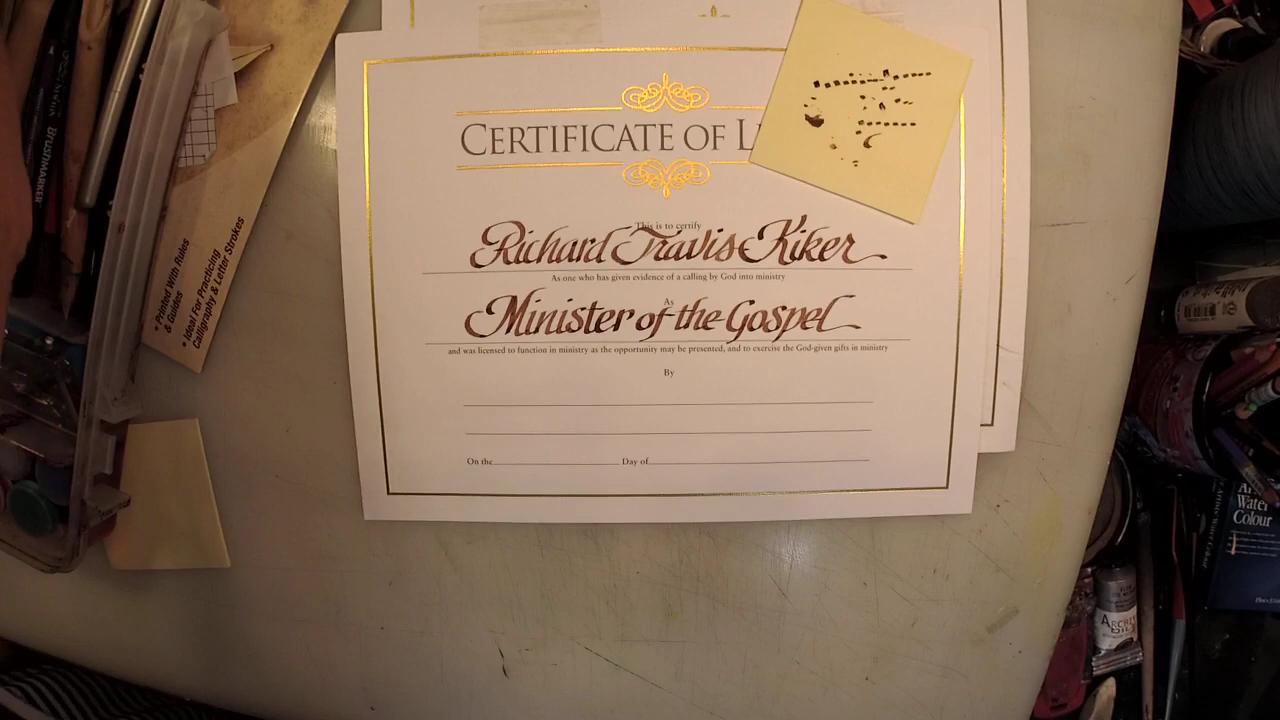 CERTIFICATE OF LI
This is to certify
Richard Travis Kiker
As one who has given evidence of a calling by God into ministry
As
Minister of the Gospel
and was licensed to function in ministry as the opportunity may be presented, and to exercise the God-given gifts in ministry
By
On the Day of
• Printed With Rules
& Guides
• Ideal For Practicing
Calligraphy & Letter Strokes
BRUSHMARKER
Water
Colour